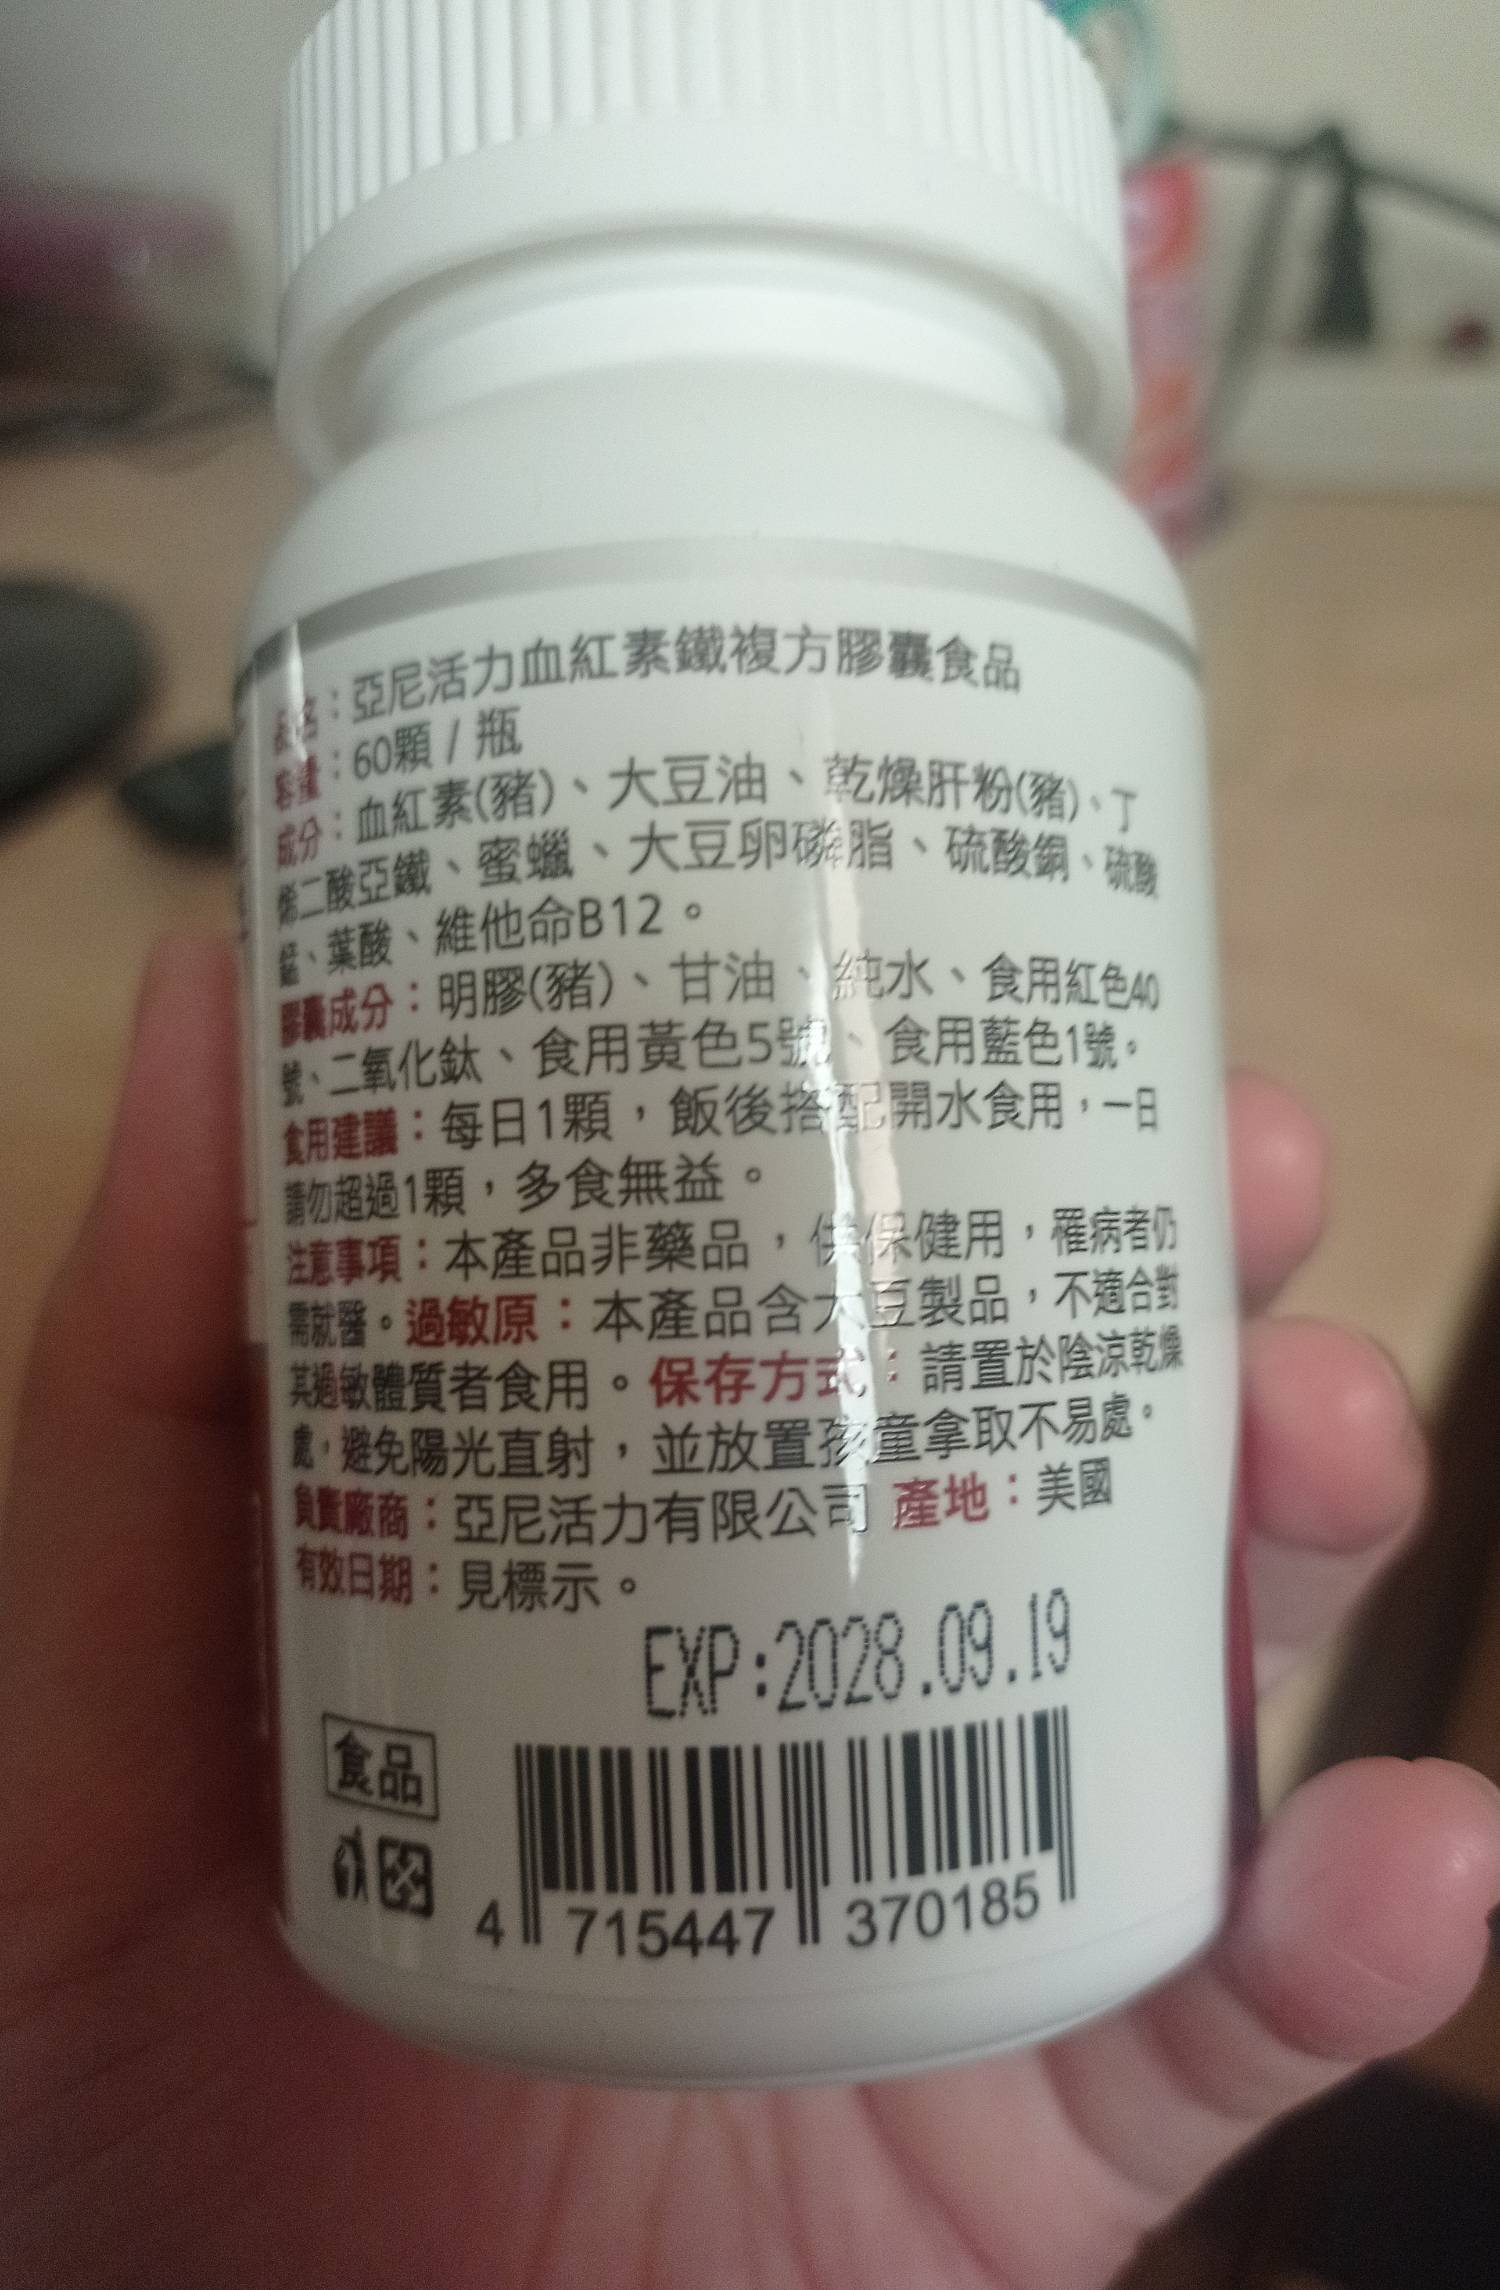 品名：亞尼活力血紅素鐵複方膠囊食品
容量：60顆 / 瓶
成分：血紅素(豬)、大豆油、乾燥肝粉(豬)、丁
烯二酸亞鐵、蜜蠟、大豆卵磷脂、硫酸銅、硫酸
錳、葉酸、維他命B12。
膠囊成分：明膠(豬)、甘油、純水、食用紅色40
號、二氧化鈦、食用黃色5號、食用藍色1號。
食用建議：每日1顆，飯後搭配開水食用，一日
請勿超過1顆，多食無益。
注意事項：本產品非藥品，供保健用，罹病者仍
需就醫。過敏原：本產品含大豆製品，不適合對
其過敏體質者食用。保存方式：請置於陰涼乾燥
處，避免陽光直射，並放置孩童拿取不易處。
負責廠商：亞尼活力有限公司 產地：美國
有效日期：見標示。
EXP:2028.09.19
食品
4 715447 370185